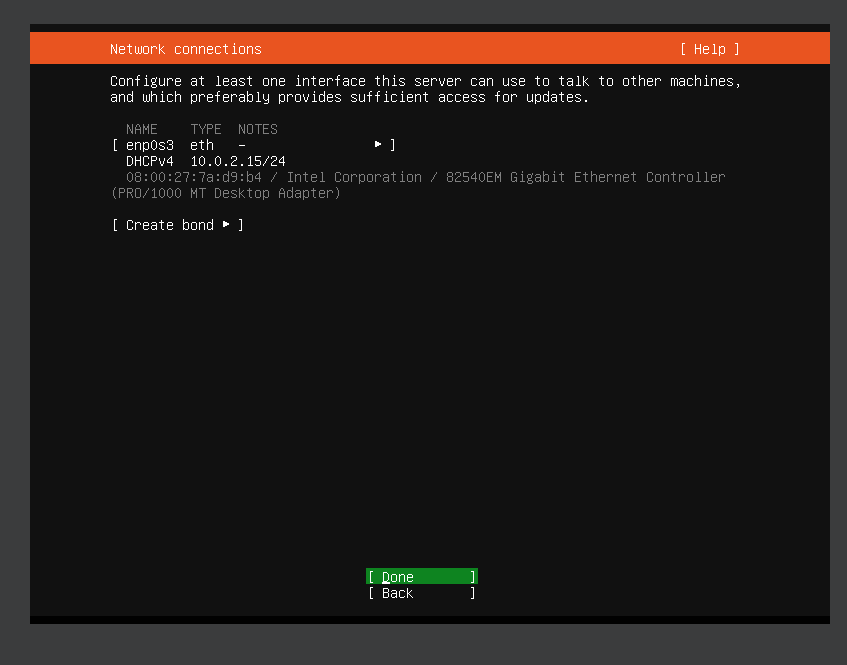 Network connections [ Help ]
Configure at least one interface this server can use to talk to other machines,
and which preferably provides sufficient access for updates.
NAME TYPE NOTES
[ enp0s3 eth – ▸ ]
DHCPv4 10.0.2.15/24
08:00:27:7a:d9:b4 / Intel Corporation / 82540EM Gigabit Ethernet Controller
(PRO/1000 MT Desktop Adapter)
[ Create bond ▸ ]
[ Done ]
[ Back ]